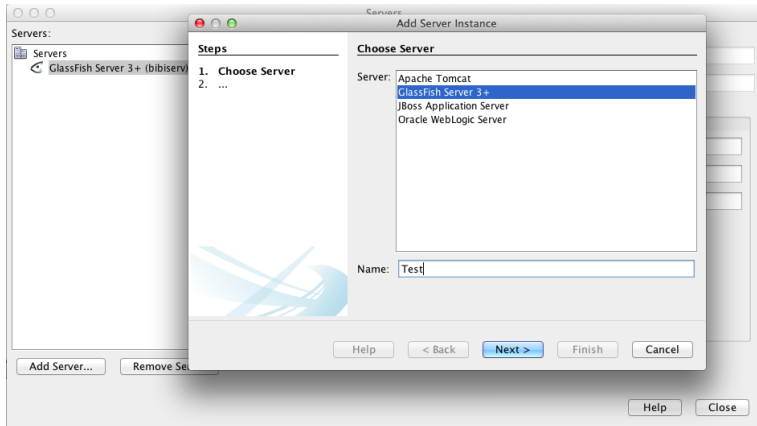 Servers
Servers:
Servers
GlassFish Server 3+ (bibiserv)
Add Server...
Remove Se
Add Server Instance
Steps
1. Choose Server
2. ...
Choose Server
Server:
Apache Tomcat
GlassFish Server 3+
JBoss Application Server
Oracle WebLogic Server
Name: Test
Help
< Back
Next >
Finish
Cancel
Help
Close